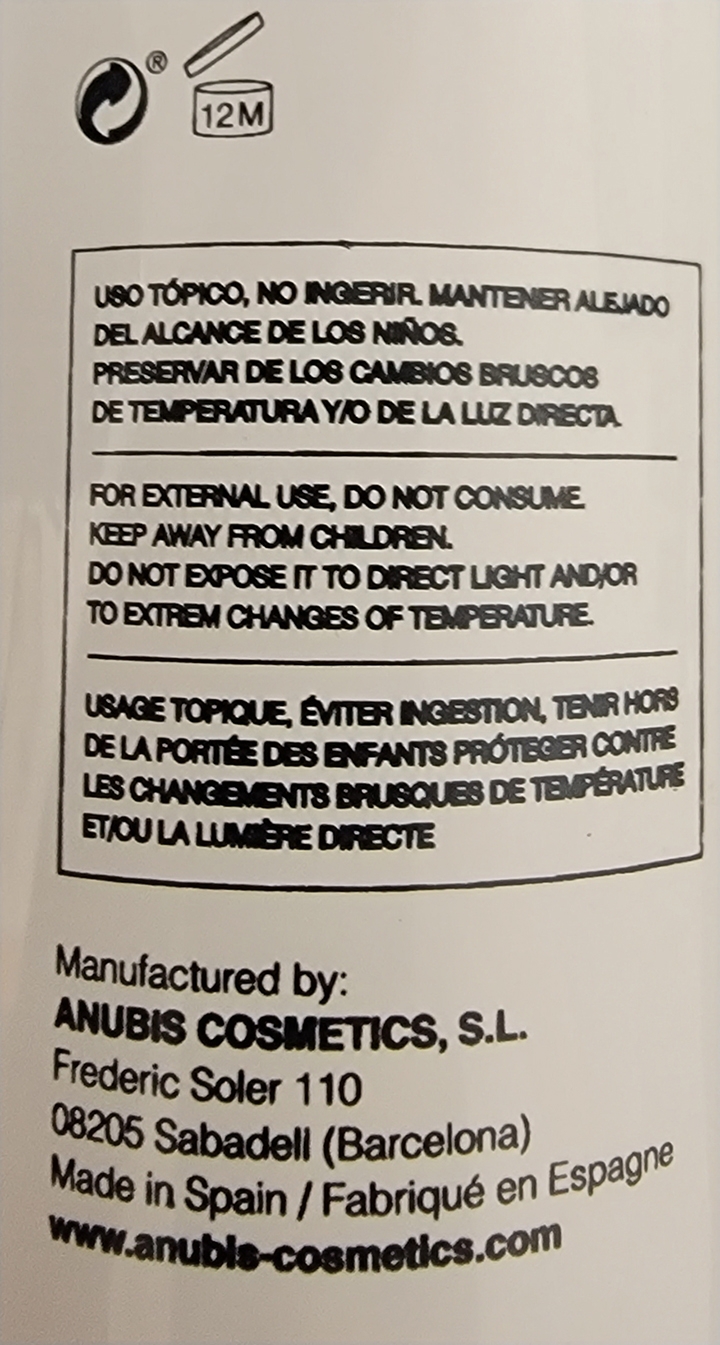 ®
12M
USO TÓPICO, NO INGERIR. MANTENER ALEJADO
DEL ALCANCE DE LOS NIÑOS.
PRESERVAR DE LOS CAMBIOS BRUSCOS
DE TEMPERATURA Y/O DE LA LUZ DIRECTA.
FOR EXTERNAL USE, DO NOT CONSUME.
KEEP AWAY FROM CHILDREN.
DO NOT EXPOSE IT TO DIRECT LIGHT AND/OR
TO EXTREM CHANGES OF TEMPERATURE.
USAGE TOPIQUE, ÉVITER INGESTION, TENIR HORS
DE LA PORTÉE DES ENFANTS PRÓTEGER CONTRE
LES CHANGEMENTS BRUSQUES DE TEMPÉRATURE
ET/OU LA LUMIÈRE DIRECTE
Manufactured by:
ANUBIS COSMETICS, S.L.
Frederic Soler 110
08205 Sabadell (Barcelona)
Made in Spain / Fabriqué en Espagne
www.anubis-cosmetics.com